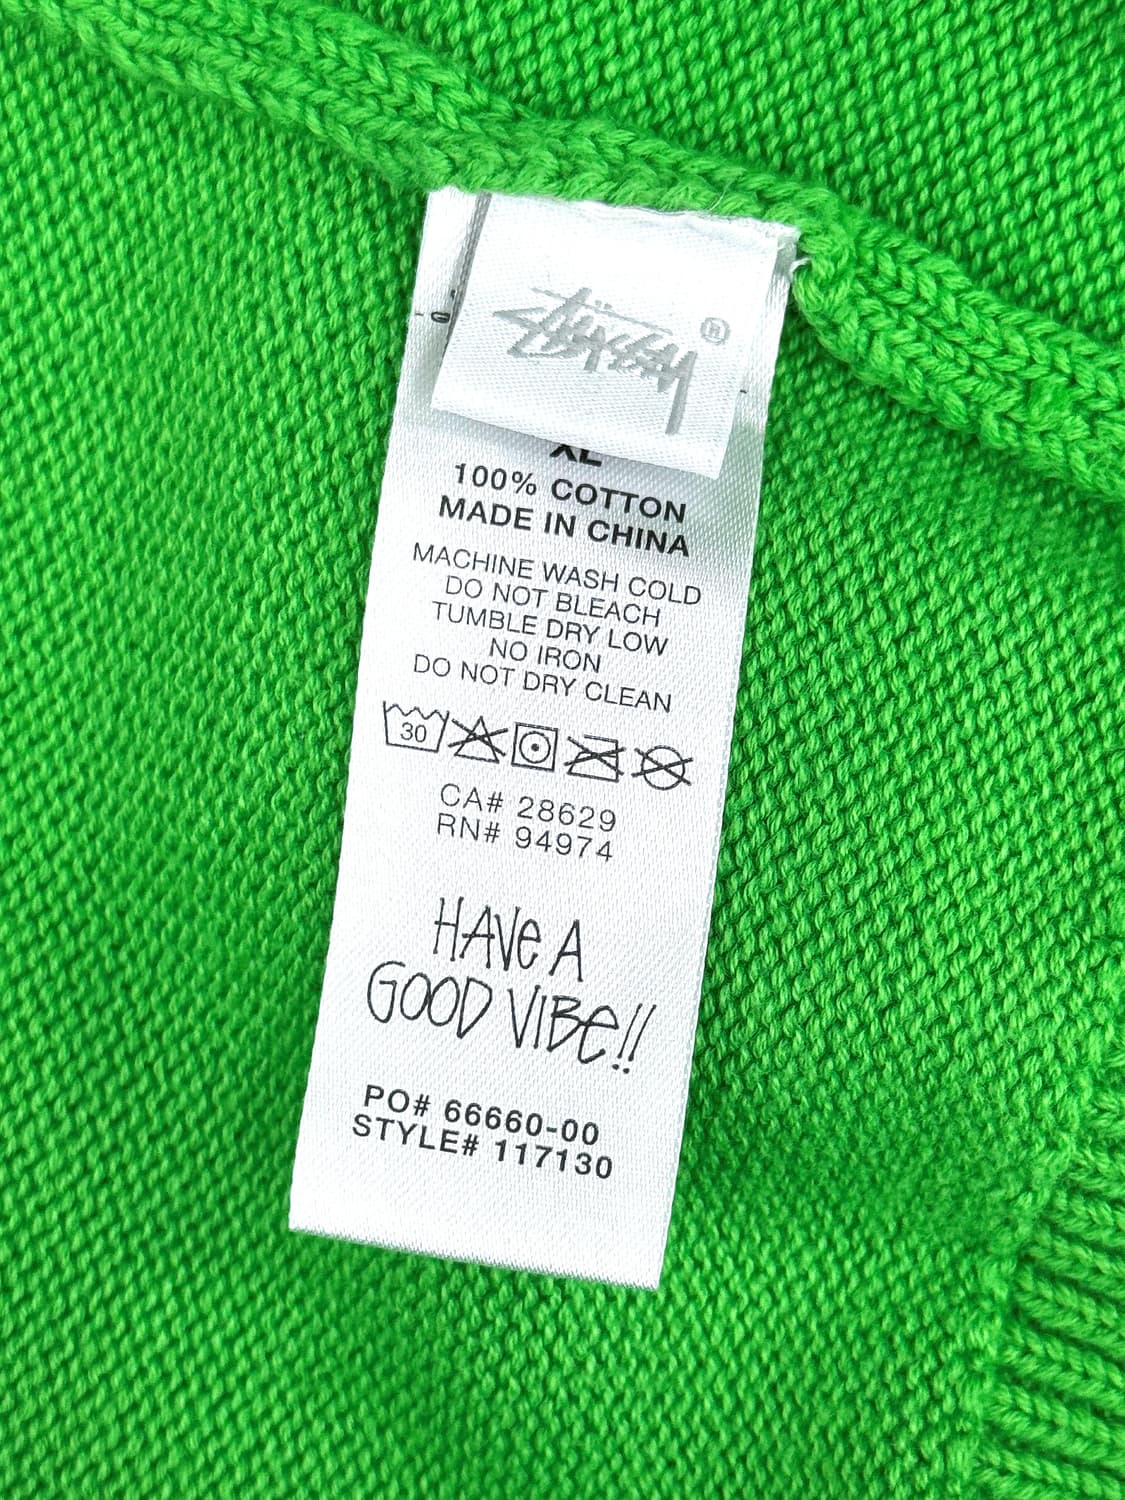 Stüssy ®
XL
100% COTTON
MADE IN CHINA
MACHINE WASH COLD
DO NOT BLEACH
TUMBLE DRY LOW
NO IRON
DO NOT DRY CLEAN
30
CA# 28629
RN# 94974
HAVe A
GOOD VIBe!!
PO# 66660-00
STYLE# 117130